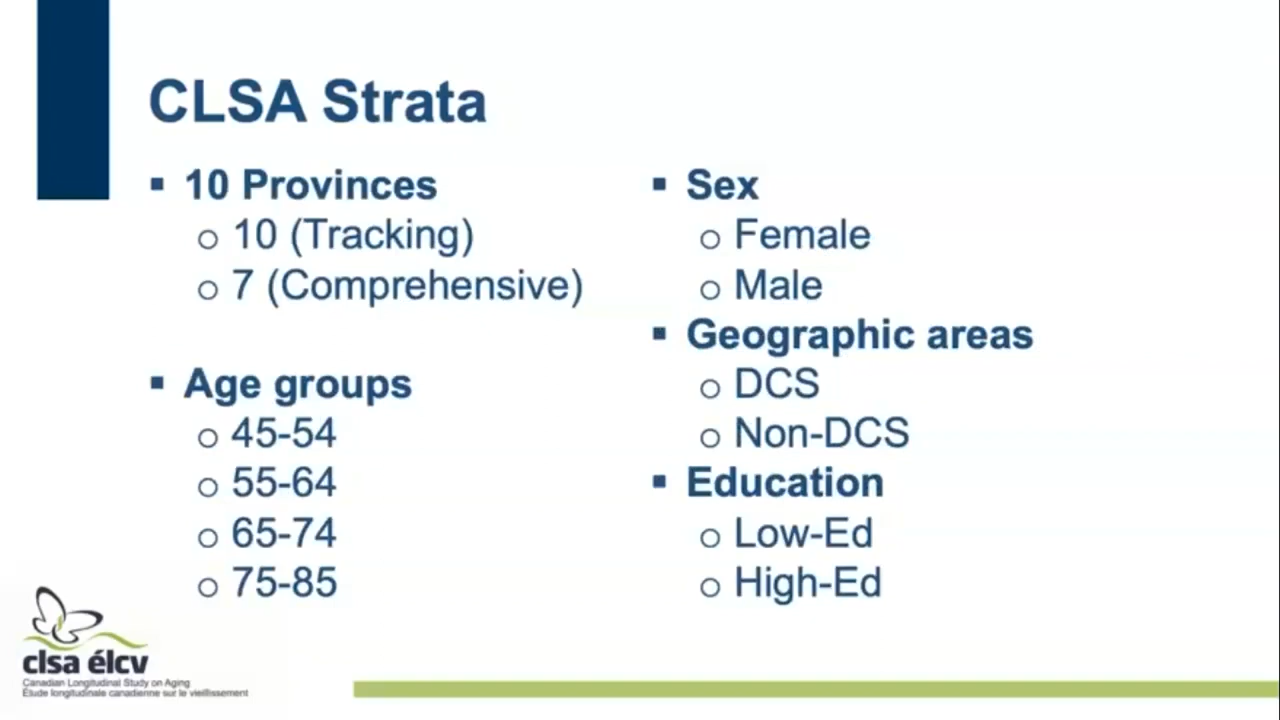 CLSA Strata
10 Provinces
10 (Tracking)
7 (Comprehensive)
Age groups
45-54
55-64
65-74
75-85
Sex
Female
Male
Geographic areas
DCS
Non-DCS
Education
Low-Ed
High-Ed
clsa élcv
Canadian Longitudinal Study on Aging
Étude longitudinale canadienne sur le vieillissement